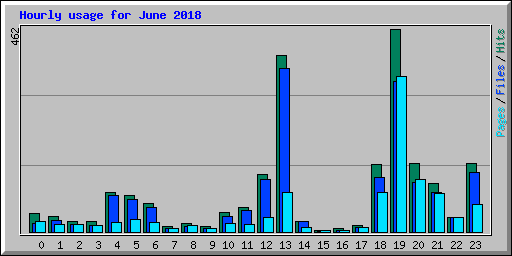 Hourly usage for June 2018
462
Pages / Files / Hits
0 1 2 3 4 5 6 7 8 9 10 11 12 13 14 15 16 17 18 19 20 21 22 23